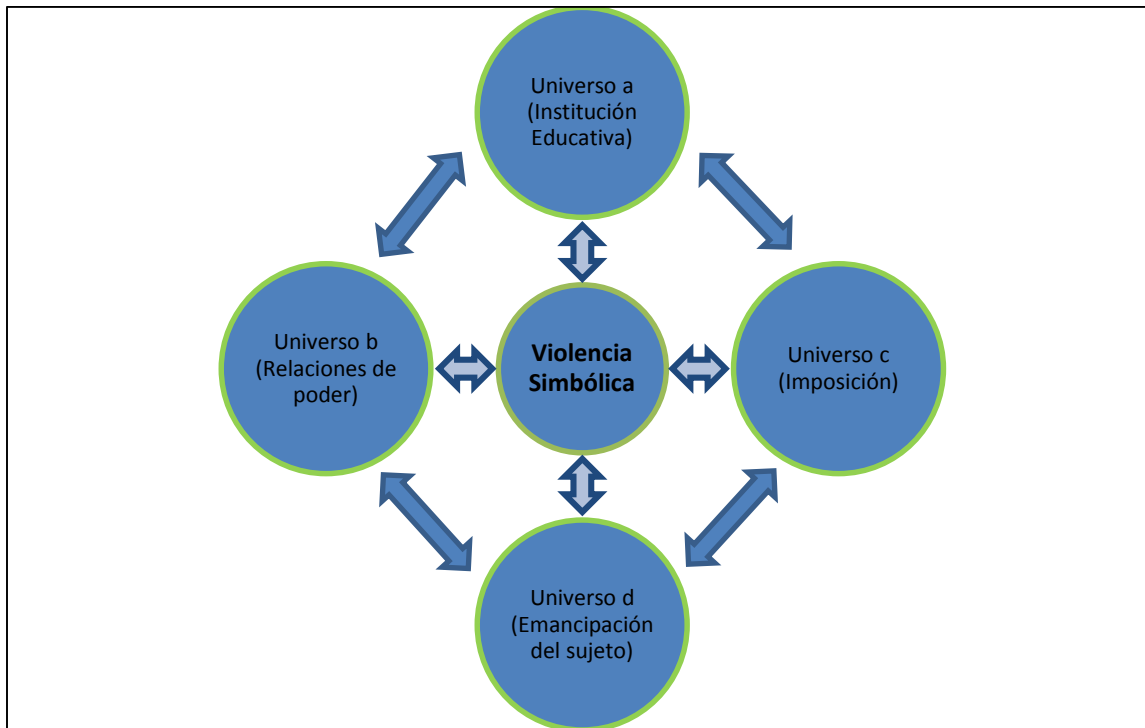 Universo a
(Institución
Educativa)
Universo b
(Relaciones de
poder)
Violencia
Simbólica
Universo c
(Imposición)
Universo d
(Emancipación
del sujeto)